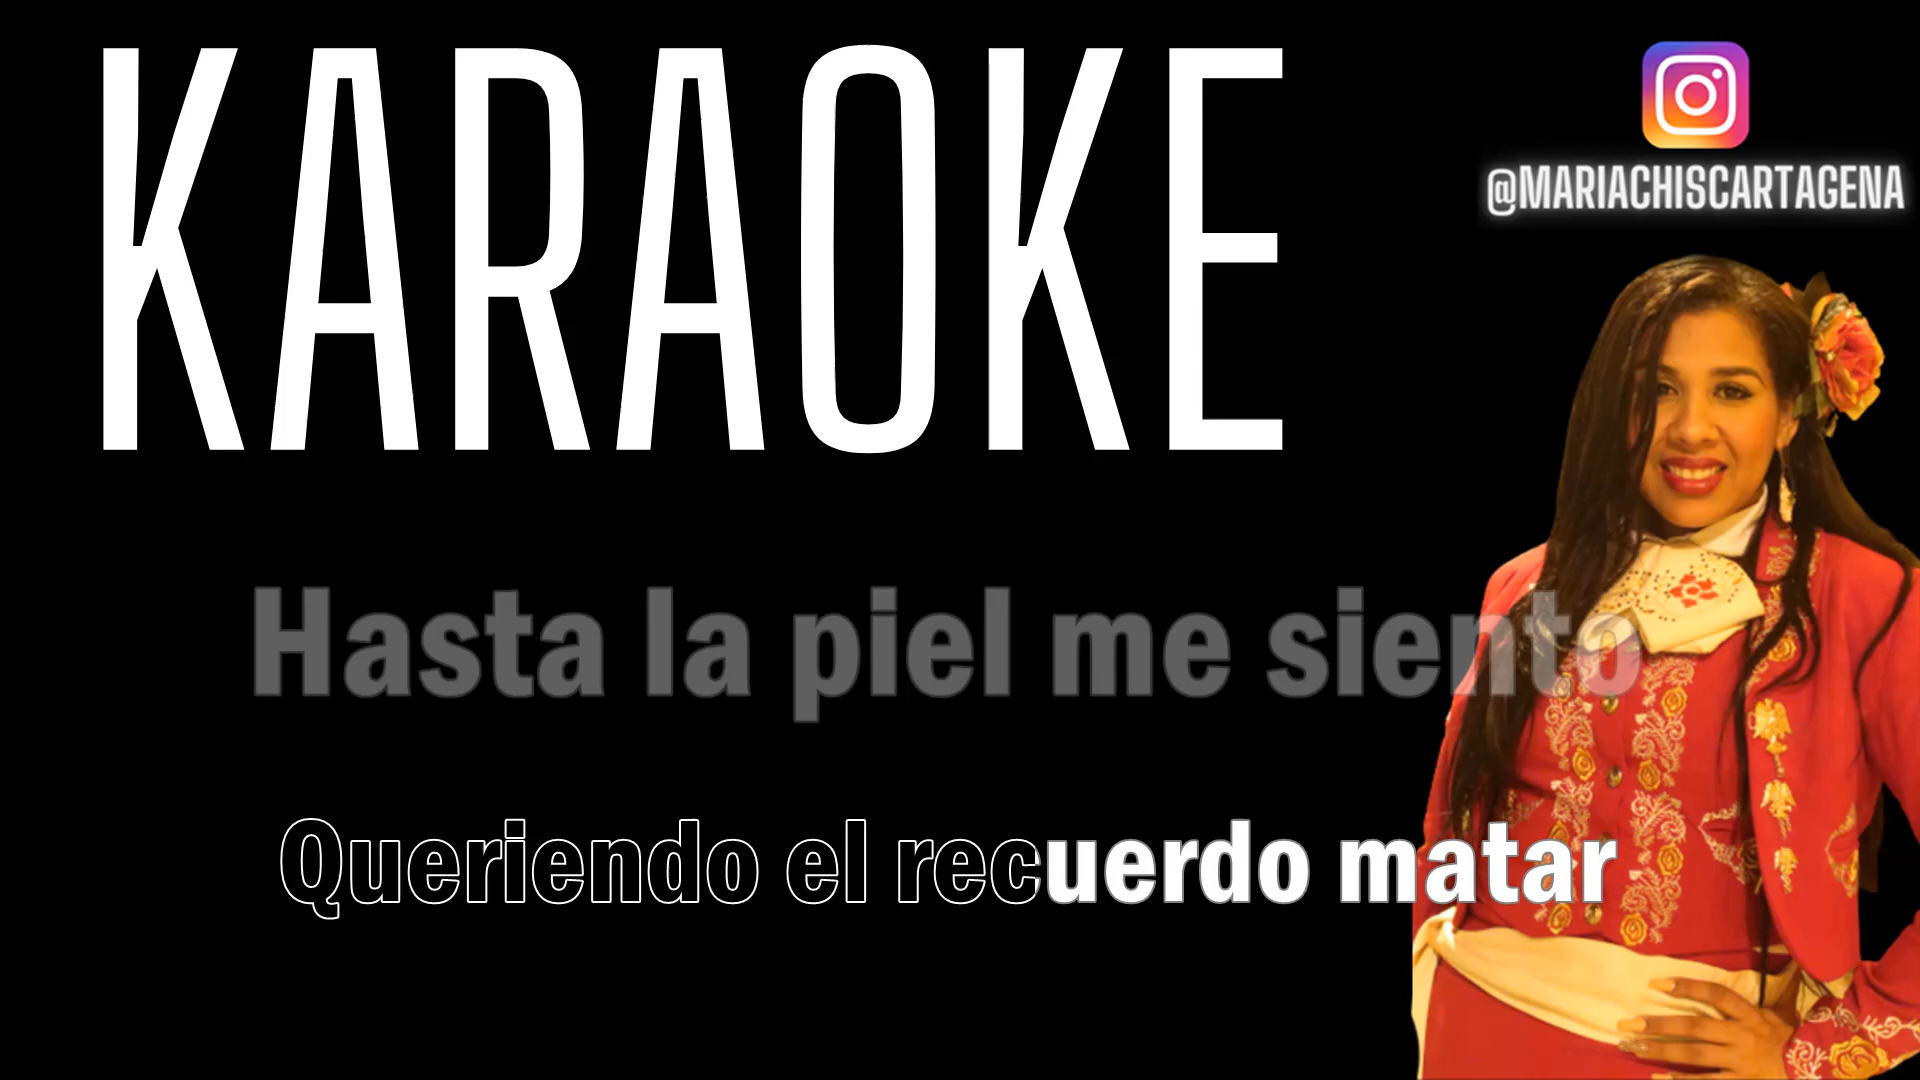 KARAOKE
@MARIACHISCARTAGENA
Hasta la piel me siento
Queriendo el recuerdo matar